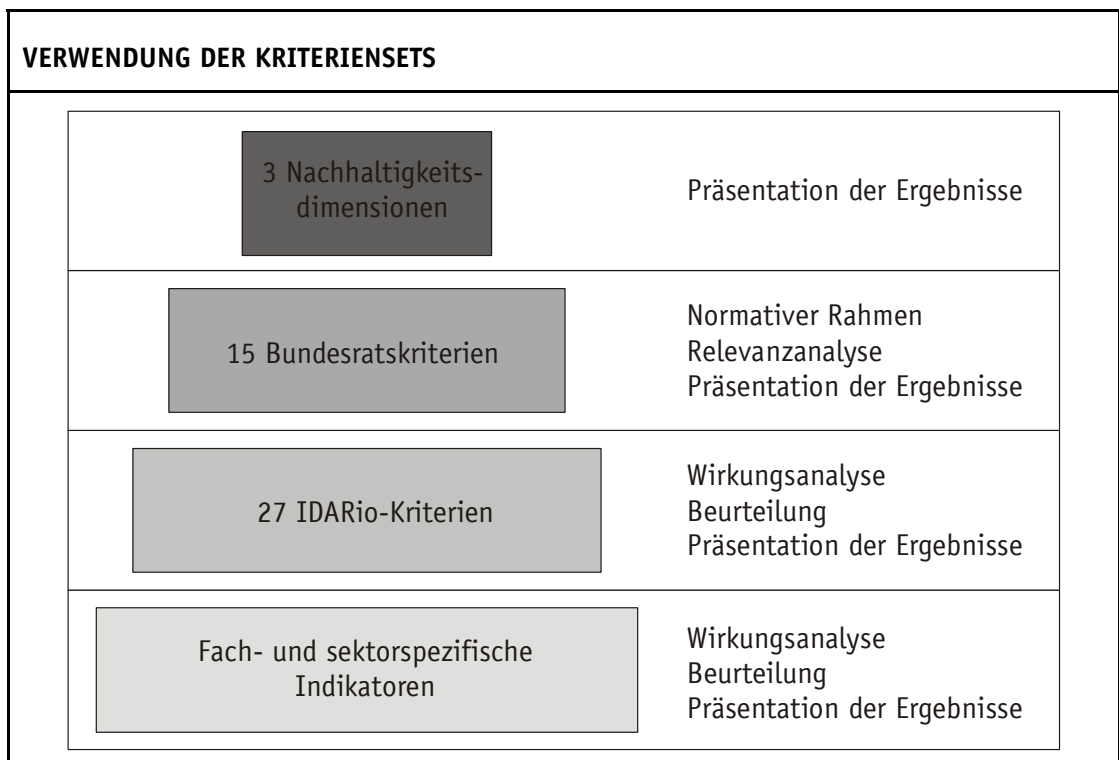 VERWENDUNG DER KRITERIENSETS
3 Nachhaltigkeits-
dimensionen
Präsentation der Ergebnisse
15 Bundesratskriterien
Normativer Rahmen
Relevanzanalyse
Präsentation der Ergebnisse
27 IDARio-Kriterien
Wirkungsanalyse
Beurteilung
Präsentation der Ergebnisse
Fach- und sektorspezifische
Indikatoren
Wirkungsanalyse
Beurteilung
Präsentation der Ergebnisse